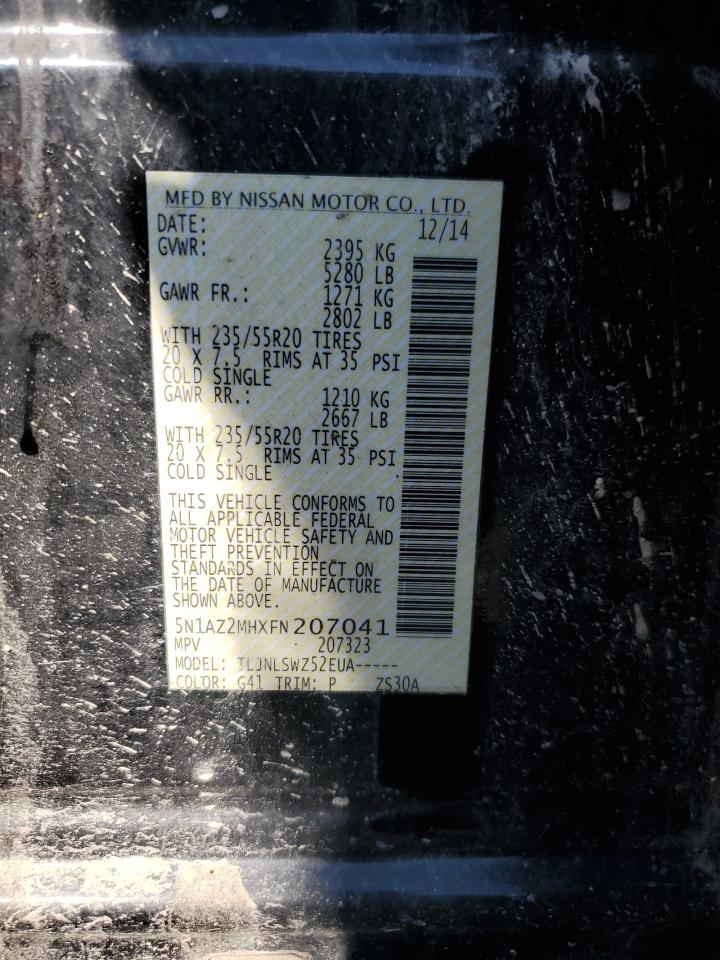 MFD BY NISSAN MOTOR CO., LTD.
DATE: 12/14
GVWR: 2395 KG
5280 LB
GAWR FR.: 1271 KG
2802 LB
WITH 235/55R20 TIRES
20 X 7.5 RIMS AT 35 PSI
COLD SINGLE
GAWR RR.: 1210 KG
2667 LB
WITH 235/55R20 TIRES
20 X 7.5 RIMS AT 35 PSI
COLD SINGLE
THIS VEHICLE CONFORMS TO
ALL APPLICABLE FEDERAL
MOTOR VEHICLE SAFETY AND
THEFT PREVENTION
STANDARDS IN EFFECT ON
THE DATE OF MANUFACTURE
SHOWN ABOVE.
5N1AZ2MHXFN207041
MPV 207323
MODEL: TLJNLSWZ52EUA-----
COLOR: G41 TRIM: P ZS30A